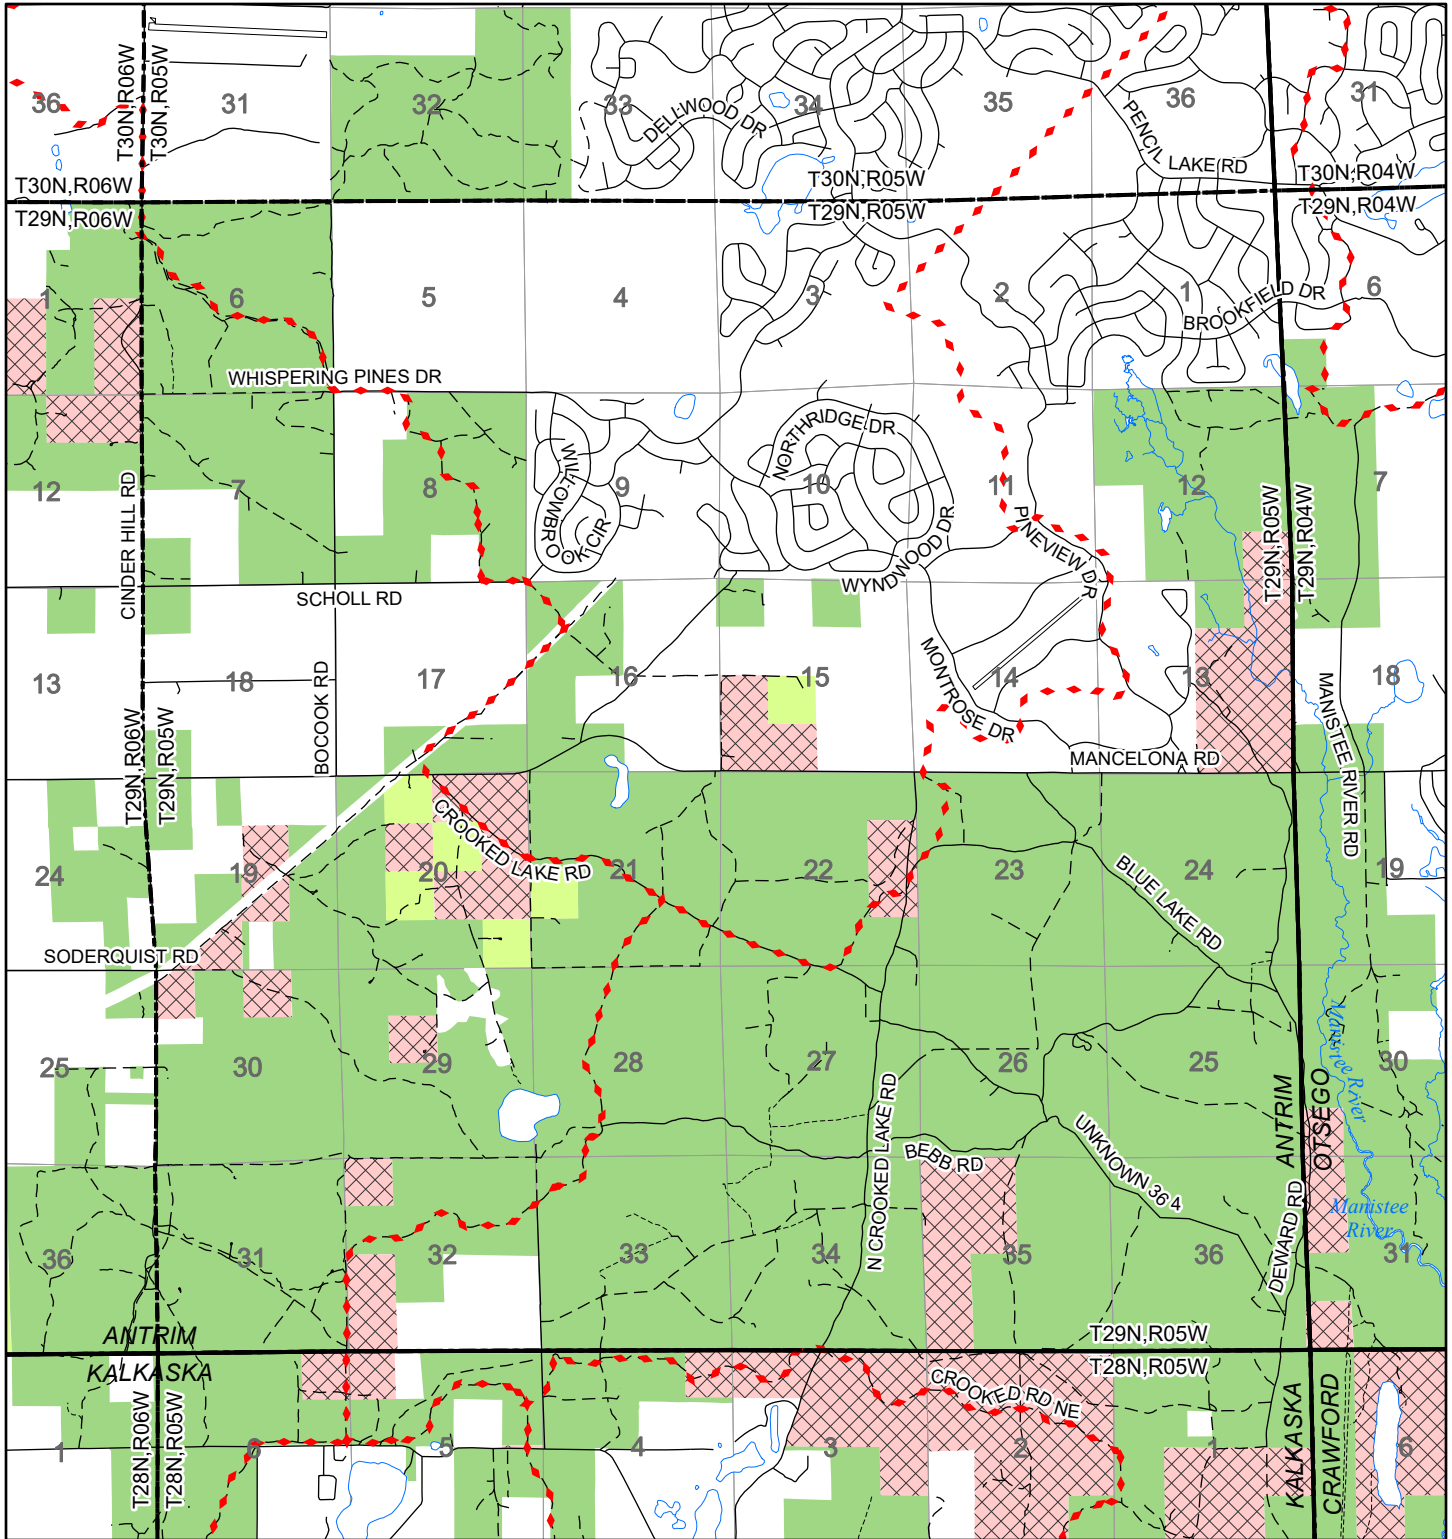 36
31
32
33
34
35
36
31
T30N,R06W
T30N,R05W
DELLWOOD DR
PENCIL LAKE RD
T30N,R06W
T29N,R06W
T30N,R05W
T29N,R05W
T30N,R04W
T29N,R04W
1
6
5
4
3
2
1
6
BROOKFIELD DR
WHISPERING PINES DR
NORTHRIDGE DR
WILLOWBRO
OK CIR
12
7
8
9
10
11
12
7
CINDER HILL RD
PINEVIEW DR
WYNDWOOD DR
T29N,R05W
T29N,R04W
SCHOLL RD
13
18
17
16
15
14
13
18
BOCOOK RD
MONTROSE DR
MANISTEE RIVER RD
T29N,R06W
T29N,R05W
MANCELONA RD
CROOKED LAKE RD
24
19
20
21
22
23
24
19
BLUE LAKE RD
SODERQUIST RD
25
30
29
28
27
26
25
30
Manistee River
N CROOKED LAKE RD
ANTRIM
OTSEGO
BEBB RD
UNKNOWN 36 4
Manistee
River
DEWARD RD
36
31
32
33
34
35
36
31
ANTRIM
KALKASKA
T29N,R05W
T28N,R05W
CROOKED RD NE
T28N,R06W
T28N,R05W
KALKASKA
CRAWFORD
1
6
5
4
3
2
1
6